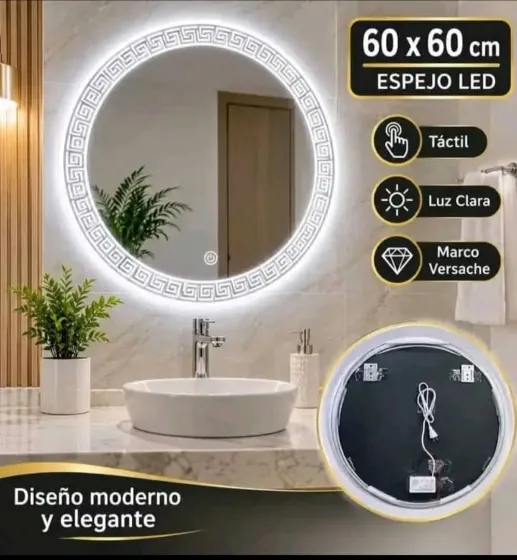 60 x 60 cm
ESPEJO LED
Táctil
Luz Clara
Marco
Versache
Diseño moderno
y elegante